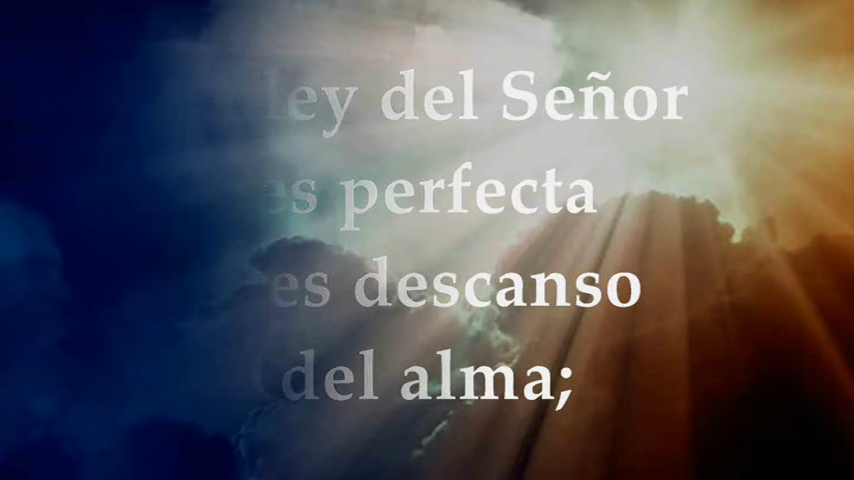 ley del Señor
es perfecta
es descanso
del alma;